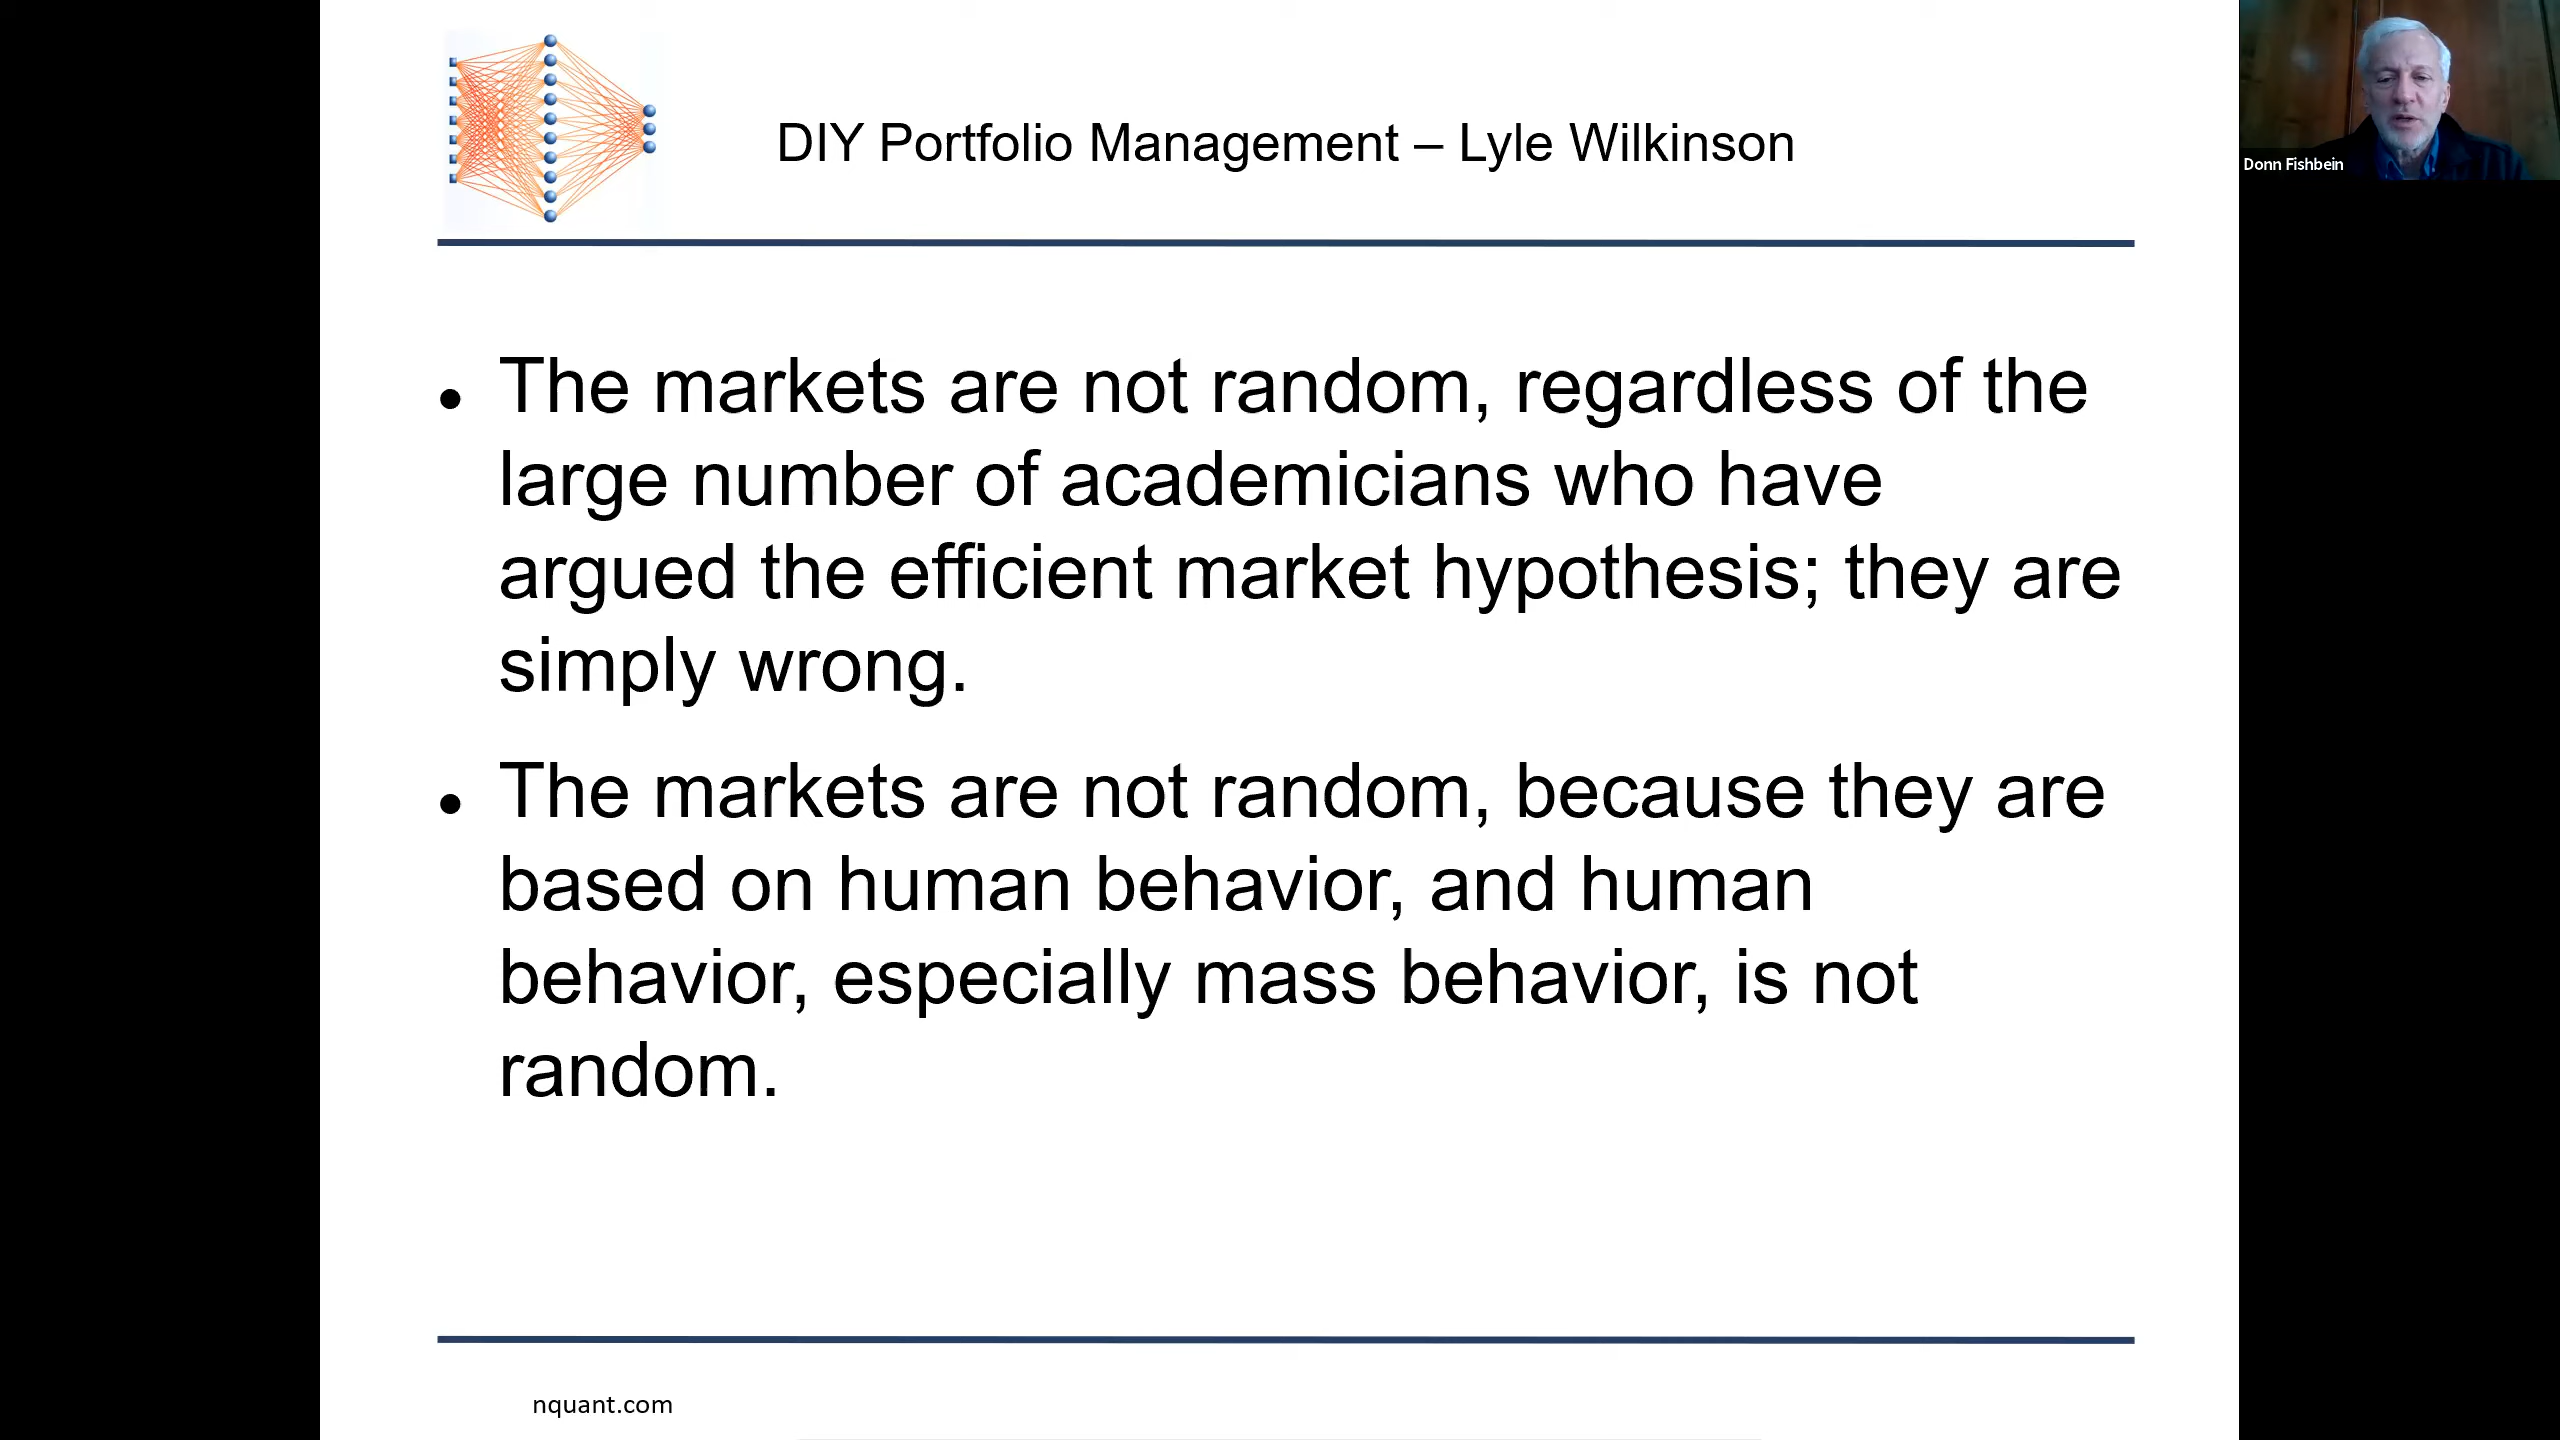 DIY Portfolio Management – Lyle Wilkinson
Donn Fishbein
• The markets are not random, regardless of the
large number of academicians who have
argued the efficient market hypothesis; they are
simply wrong.
• The markets are not random, because they are
based on human behavior, and human
behavior, especially mass behavior, is not
random.
nquant.com